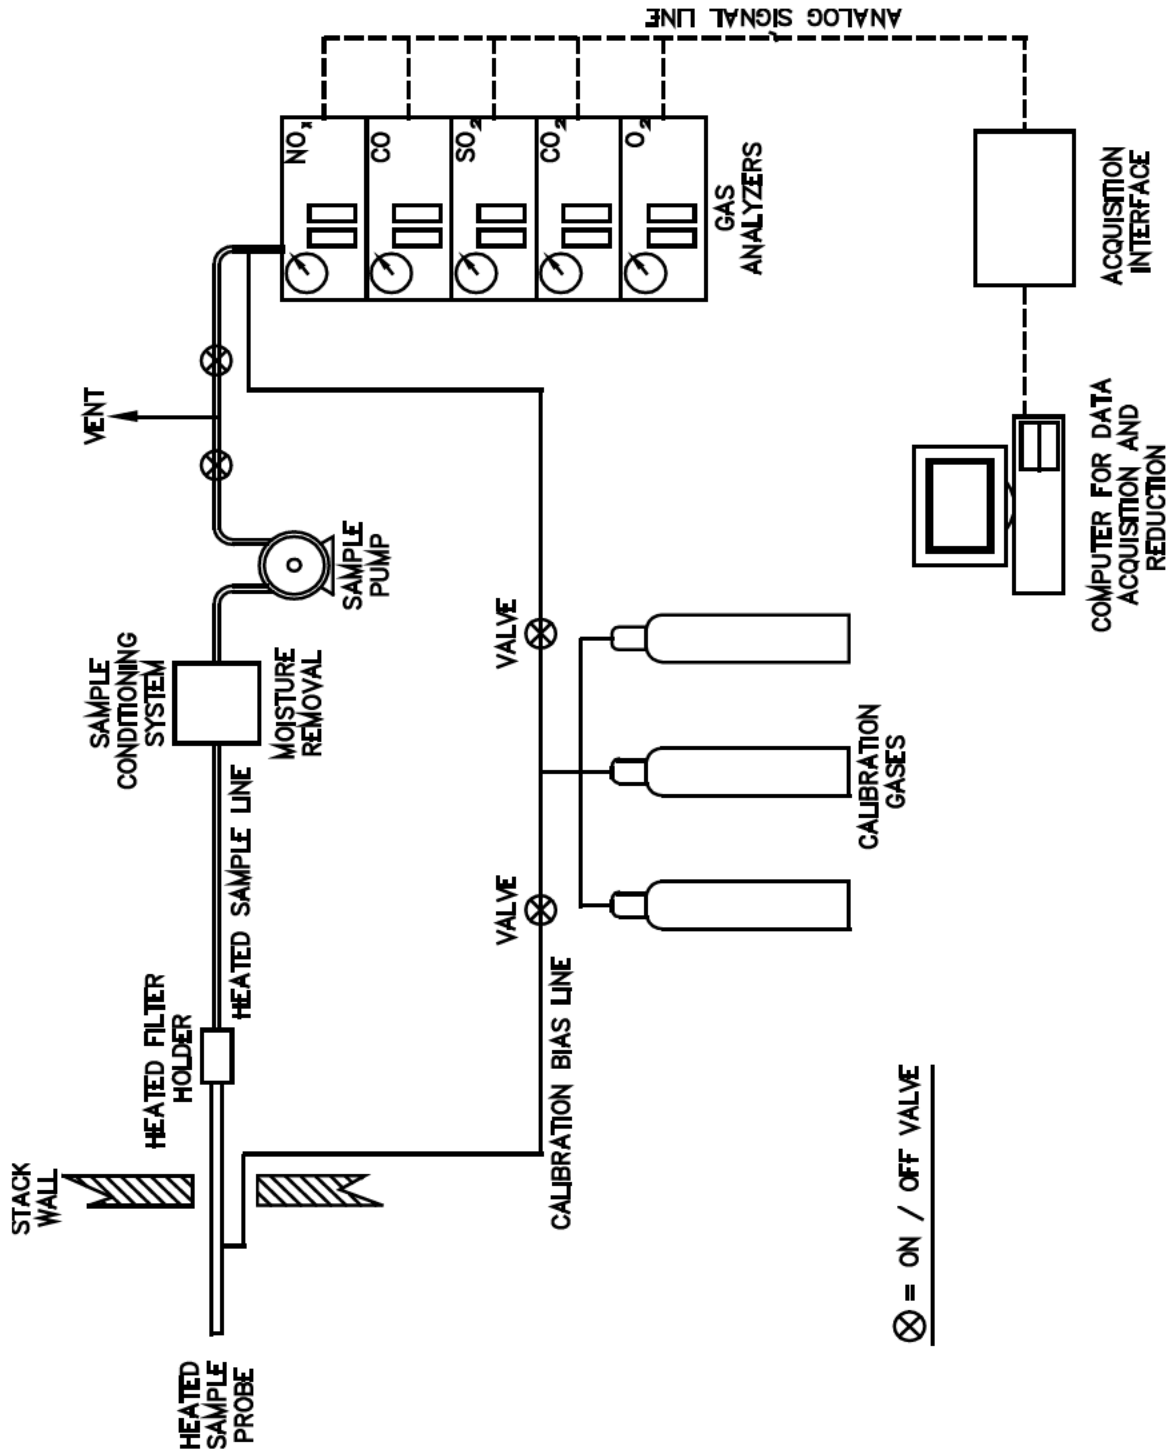 STACK
WALL
HEATED
SAMPLE
PROBE
HEATED FILTER
HOLDER
HEATED SAMPLE LINE
SAMPLE
CONDITIONING
SYSTEM
MOISTURE
REMOVAL
SAMPLE
PUMP
VENT
NOx
CO
SO2
CO2
O2
GAS
ANALYZERS
ANALOG SIGNAL LINE
CALIBRATION BIAS LINE
VALVE
VALVE
CALIBRATION
GASES
ACQUISITION
INTERFACE
COMPUTER FOR DATA
ACQUISITION AND
REDUCTION
= ON / OFF VALVE